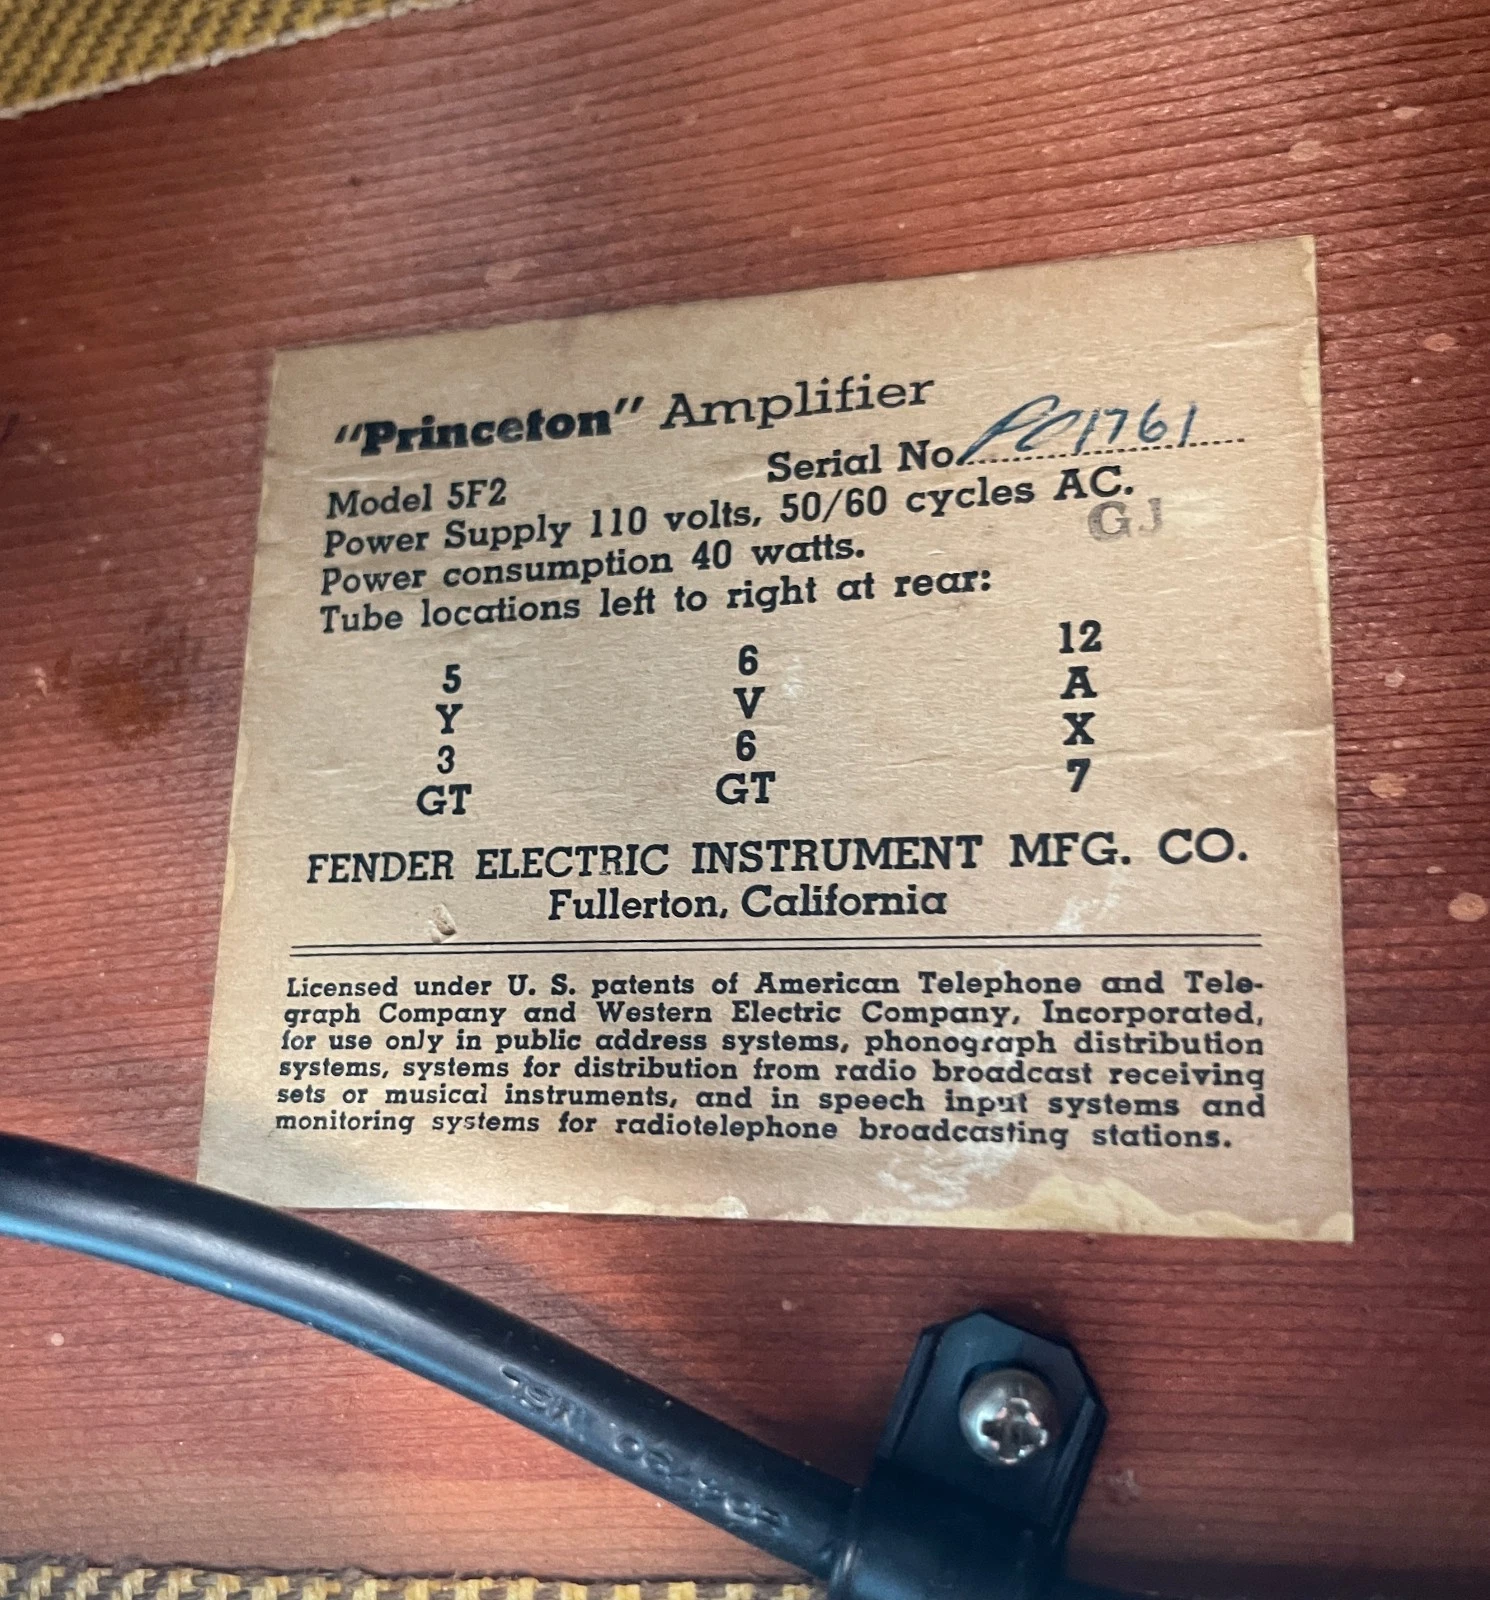 "Princeton" Amplifier
Model 5F2
Serial No. P01761
Power Supply 110 volts, 50/60 cycles AC.
GJ
Power consumption 40 watts.
Tube locations left to right at rear:
5 6 12
Y V A
3 6 X
GT GT 7
FENDER ELECTRIC INSTRUMENT MFG. CO.
Fullerton, California
Licensed under U. S. patents of American Telephone and Tele-
graph Company and Western Electric Company, Incorporated,
for use only in public address systems, phonograph distribution
systems, systems for distribution from radio broadcast receiving
sets or musical instruments, and in speech input systems and
monitoring systems for radiotelephone broadcasting stations.